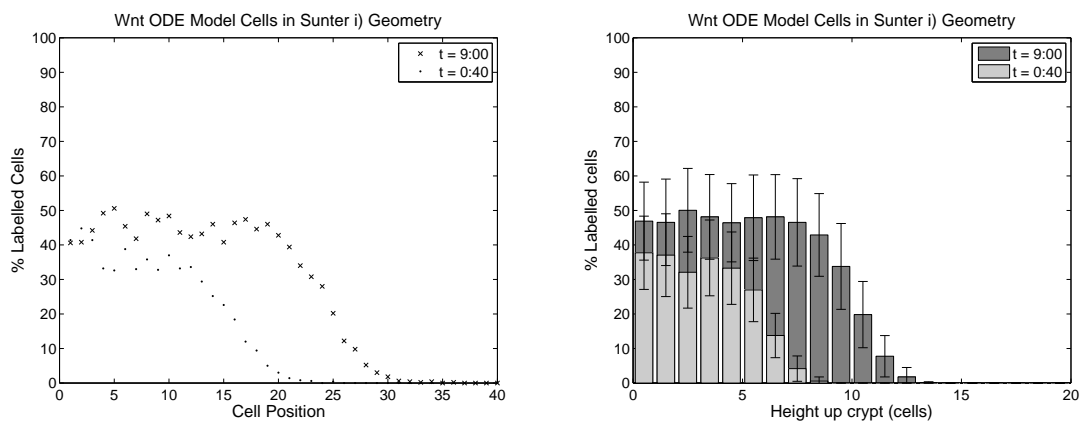 Wnt ODE Model Cells in Sunter i) Geometry
100
90
80
70
60
50
40
30
20
10
0
% Labelled Cells
t = 9:00
t = 0:40
0 5 10 15 20 25 30 35 40
Cell Position
Wnt ODE Model Cells in Sunter i) Geometry
100
90
80
70
60
50
40
30
20
10
0
% Labelled cells
t = 9:00
t = 0:40
0 5 10 15 20
Height up crypt (cells)